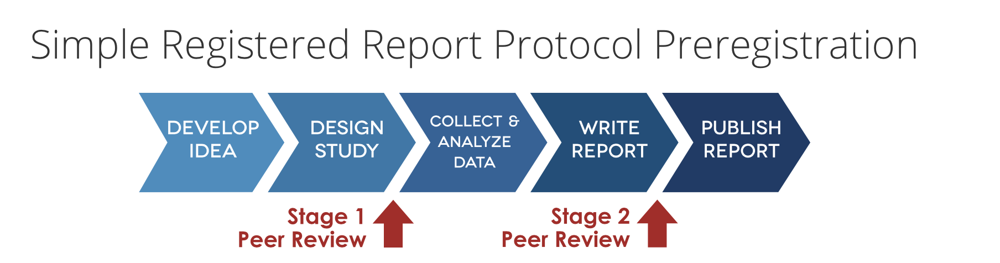 Simple Registered Report Protocol Preregistration
DEVELOP
IDEA
DESIGN
STUDY
COLLECT &
ANALYZE
DATA
WRITE
REPORT
PUBLISH
REPORT
Stage 1
Peer Review
Stage 2
Peer Review